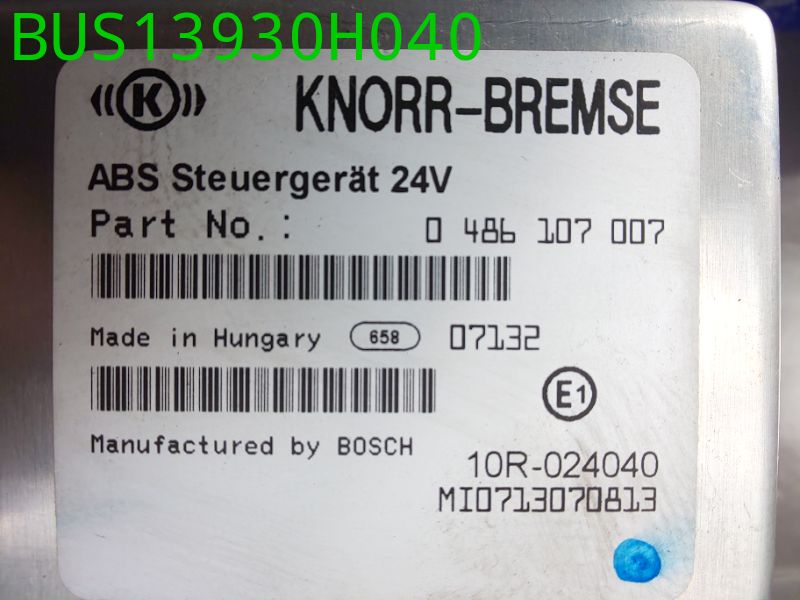 BUS13930H040
K KNORR-BREMSE
ABS Steuergerät 24V
Part No.: 0 486 107 007
Made in Hungary 658 07132
E1
Manufactured by BOSCH
10R-024040
MI0713070813